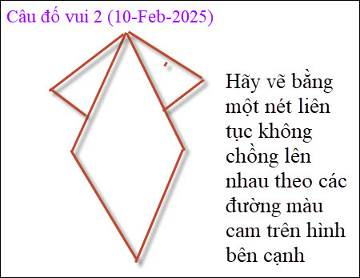 Câu đố vui 2 (10-Feb-2025)
Hãy vẽ bằng
một nét liên
tục không
chồng lên
nhau theo các
đường màu
cam trên hình
bên cạnh